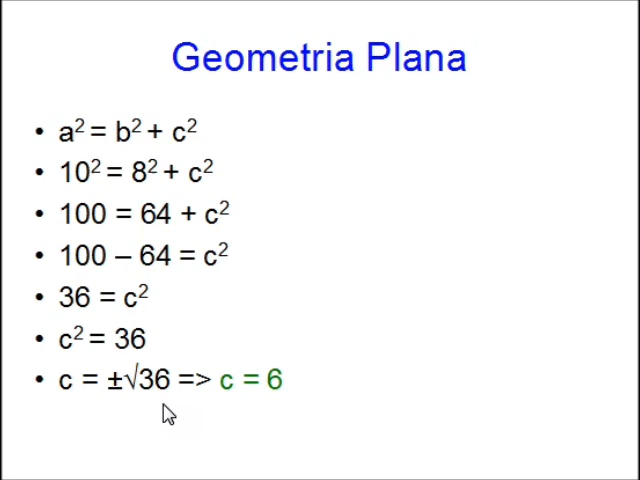 Geometria Plana
• a² = b² + c²
• 10² = 8² + c²
• 100 = 64 + c²
• 100 – 64 = c²
• 36 = c²
• c² = 36
• c = ±√36 => c = 6